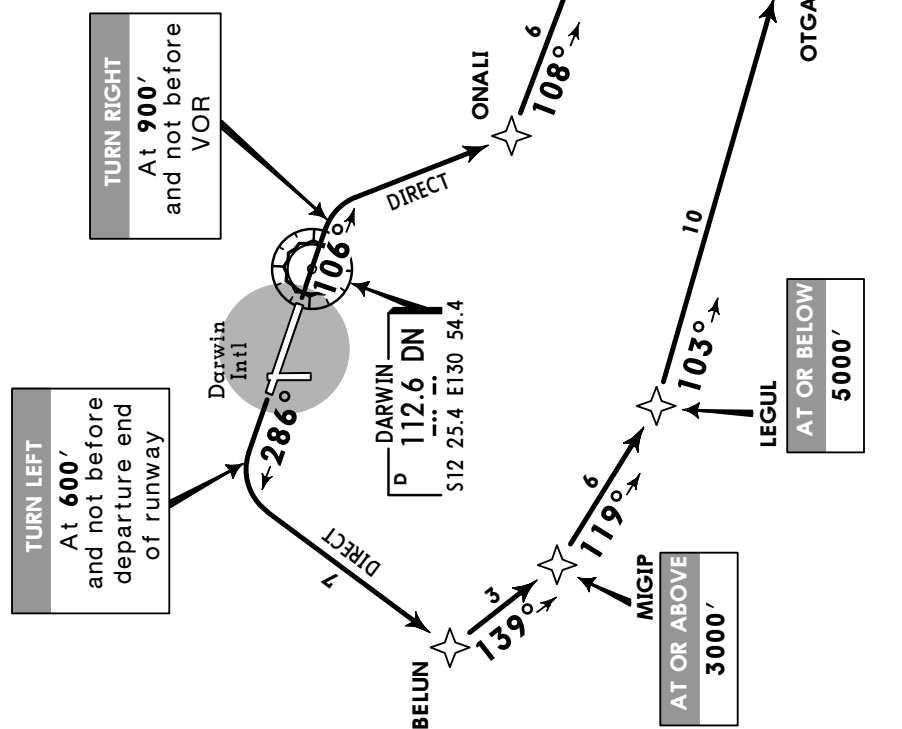 TURN RIGHT
At 900′
and not before
VOR
6
108°
ONALI
DIRECT
106°
OTGA
10
Darwin
Intl
DARWIN
D 112.6 DN
S12 25.4 E130 54.4
TURN LEFT
At 600′
and not before
departure end
of runway
286°
DIRECT
7
103°
LEGUL
AT OR BELOW
5000′
6
119°
3
139°
MIGIP
AT OR ABOVE
3000′
BELUN